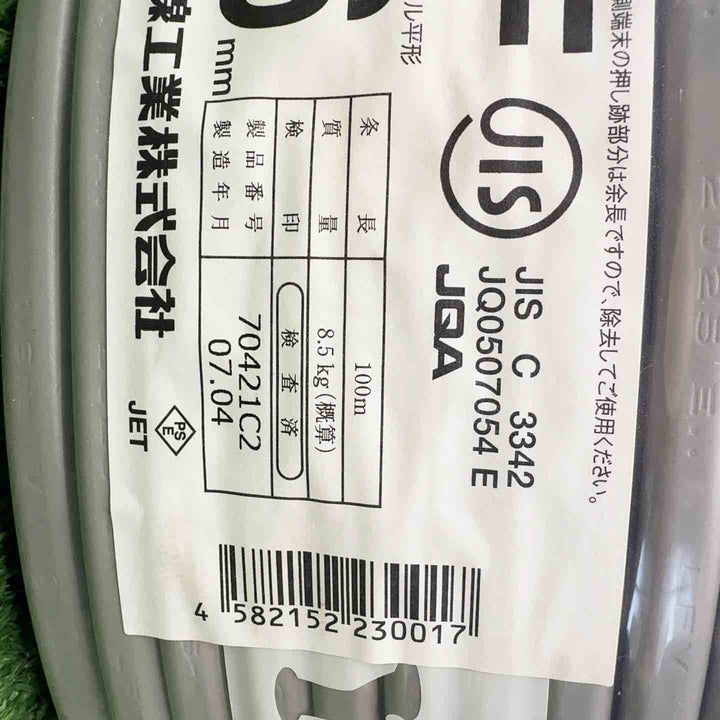 側端末の押し跡部分は余長ですので、除去してご使用ください。
JIS
JIS C 3342
JQ0507054 E
JQA
ル平形
mm
条長 100m
質量 8.5kg(概算)
検印 検査済
製品番号 70421C2
製造年月 07.04
工業株式会社
PS
E
JET
4 582152 230017